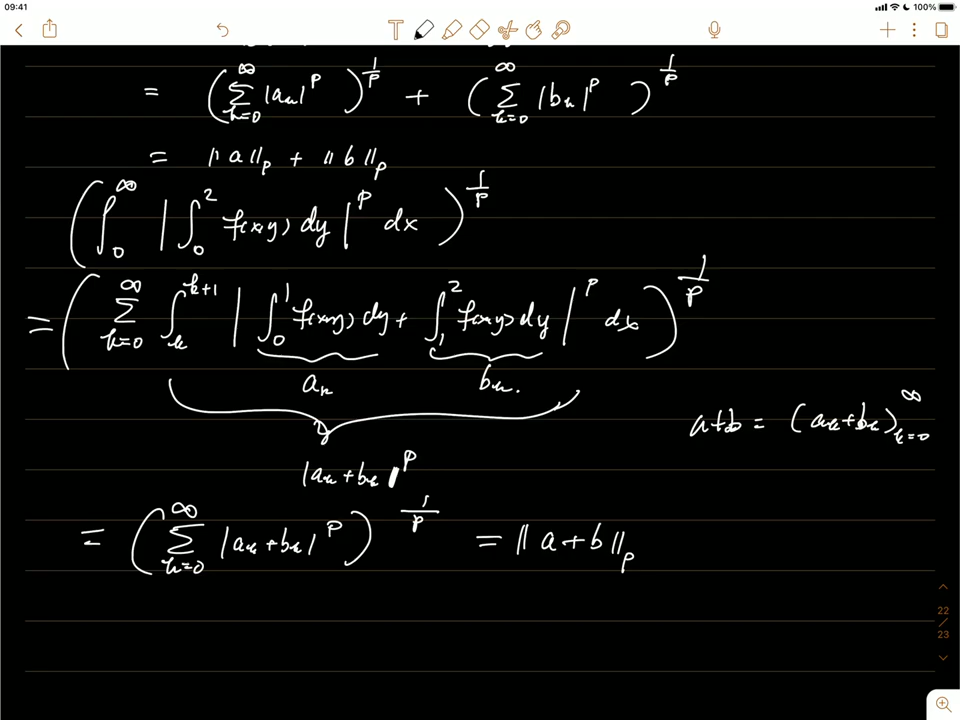 09:41 100%
= (∑_{k=0}^{∞} |a_k|^p)^{1/p} + (∑_{k=0}^{∞} |b_k|^p)^{1/p}
= ||a||_p + ||b||_p
(∫_0^∞ |∫_0^2 f(x,y) dy|^p dx)^{1/p}
= (∑_{k=0}^{∞} ∫_k^{k+1} |∫_0^1 f(x,y) dy + ∫_1^2 f(x,y) dy|^p dx)^{1/p}
a_k b_k.
a+b = (a_k+b_k)_{k=0}^{∞}
|a_k+b_k|^p
= (∑_{k=0}^{∞} |a_k+b_k|^p)^{1/p} = ||a+b||_p
22
/
23